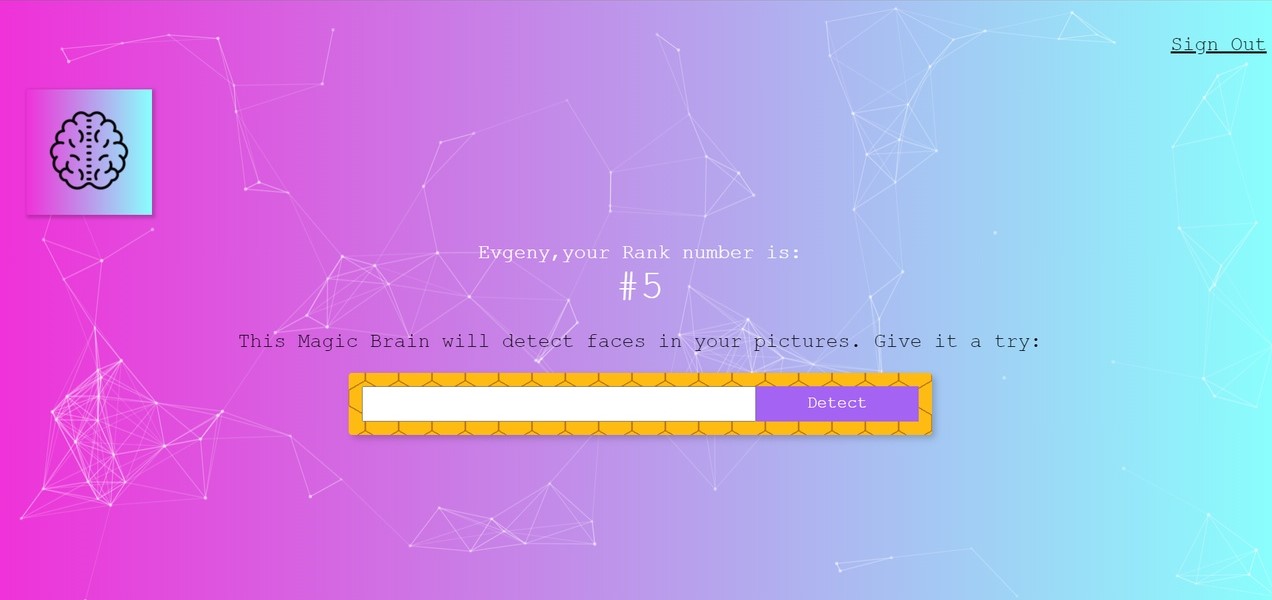 Sign Out
Evgeny,your Rank number is:
#5
This Magic Brain will detect faces in your pictures. Give it a try:
Detect